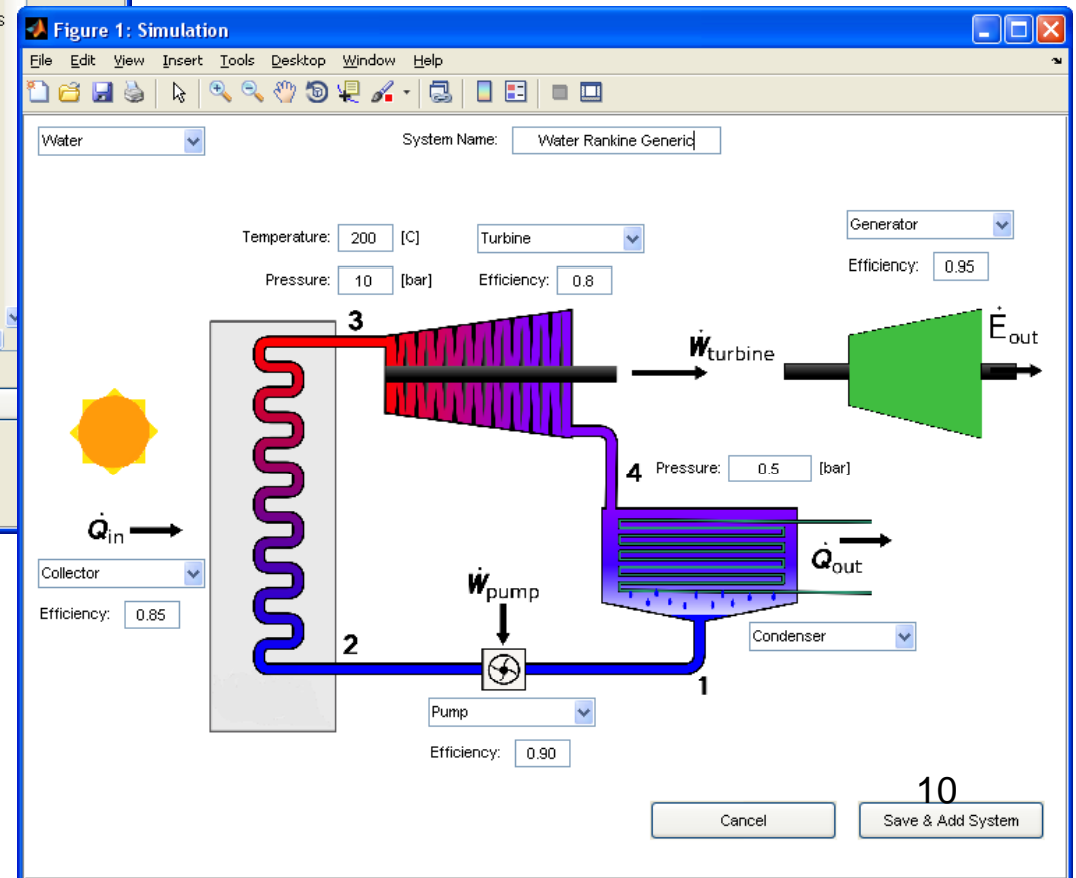 s
Figure 1: Simulation
File Edit View Insert Tools Desktop Window Help
Water
System Name: Water Rankine Generic
Temperature: 200 [C]
Turbine
Generator
Pressure: 10 [bar]
Efficiency: 0.8
Efficiency: 0.95
3
Ẇturbine
Ėout
4 Pressure: 0.5 [bar]
Q̇in
Q̇out
Collector
Ẇpump
Efficiency: 0.85
Condenser
2
1
Pump
Efficiency: 0.90
10
Cancel
Save & Add System